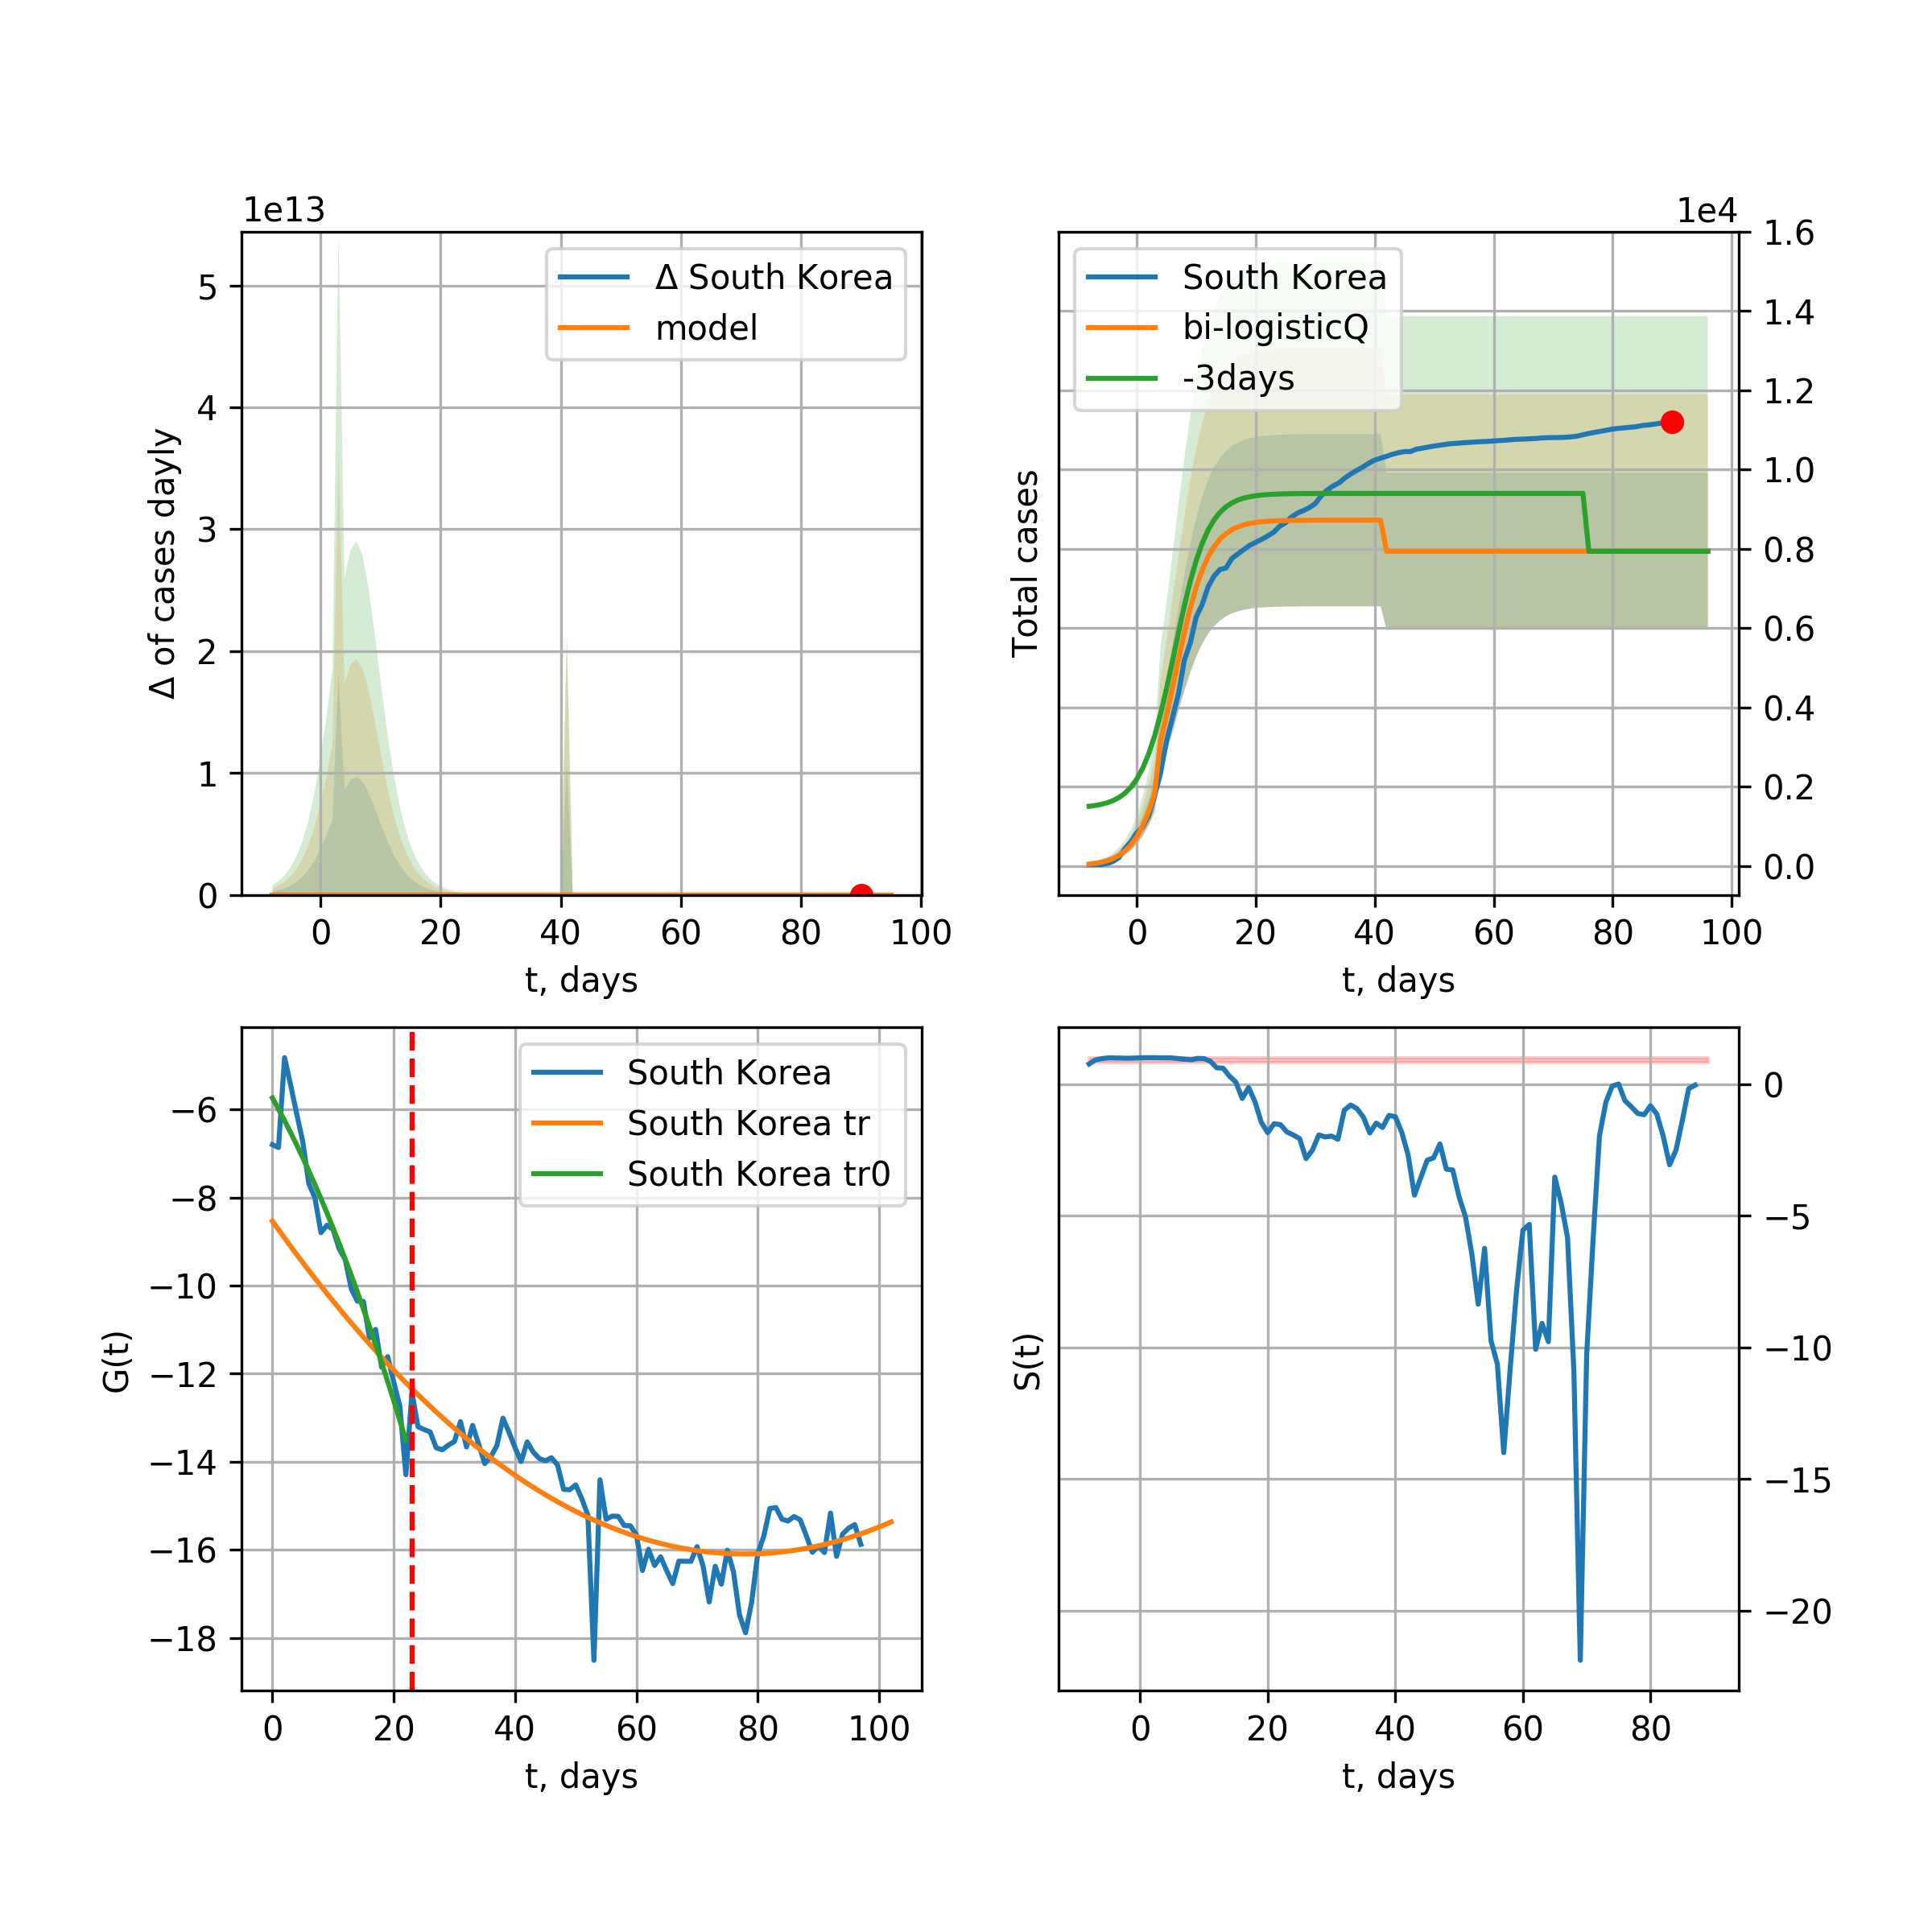 1e13
5
4
3
2
1
0
Δ of cases dayly
Δ South Korea
model
0 20 40 60 80 100
t, days
1e4
1.6
1.4
1.2
1.0
0.8
0.6
0.4
0.2
0.0
Total cases
South Korea
bi-logisticQ
-3days
0 20 40 60 80 100
t, days
−6
−8
−10
−12
−14
−16
−18
G(t)
South Korea
South Korea tr
South Korea tr0
0 20 40 60 80 100
t, days
0
−5
−10
−15
−20
S(t)
0 20 40 60 80
t, days